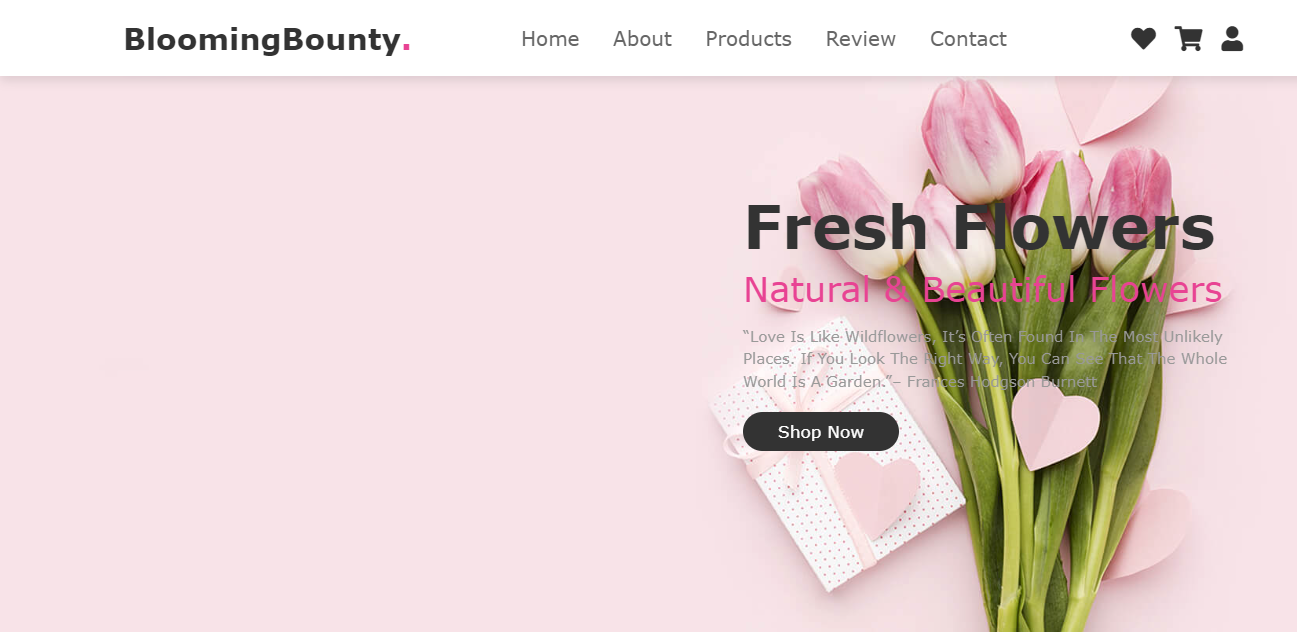 BloomingBounty.
Home About Products Review Contact
Fresh Flowers
Natural & Beautiful Flowers
“Love Is Like Wildflowers, It’s Often Found In The Most Unlikely
Places. If You Look The Right Way, You Can See That The Whole
World Is A Garden.”– Frances Hodgson Burnett
Shop Now